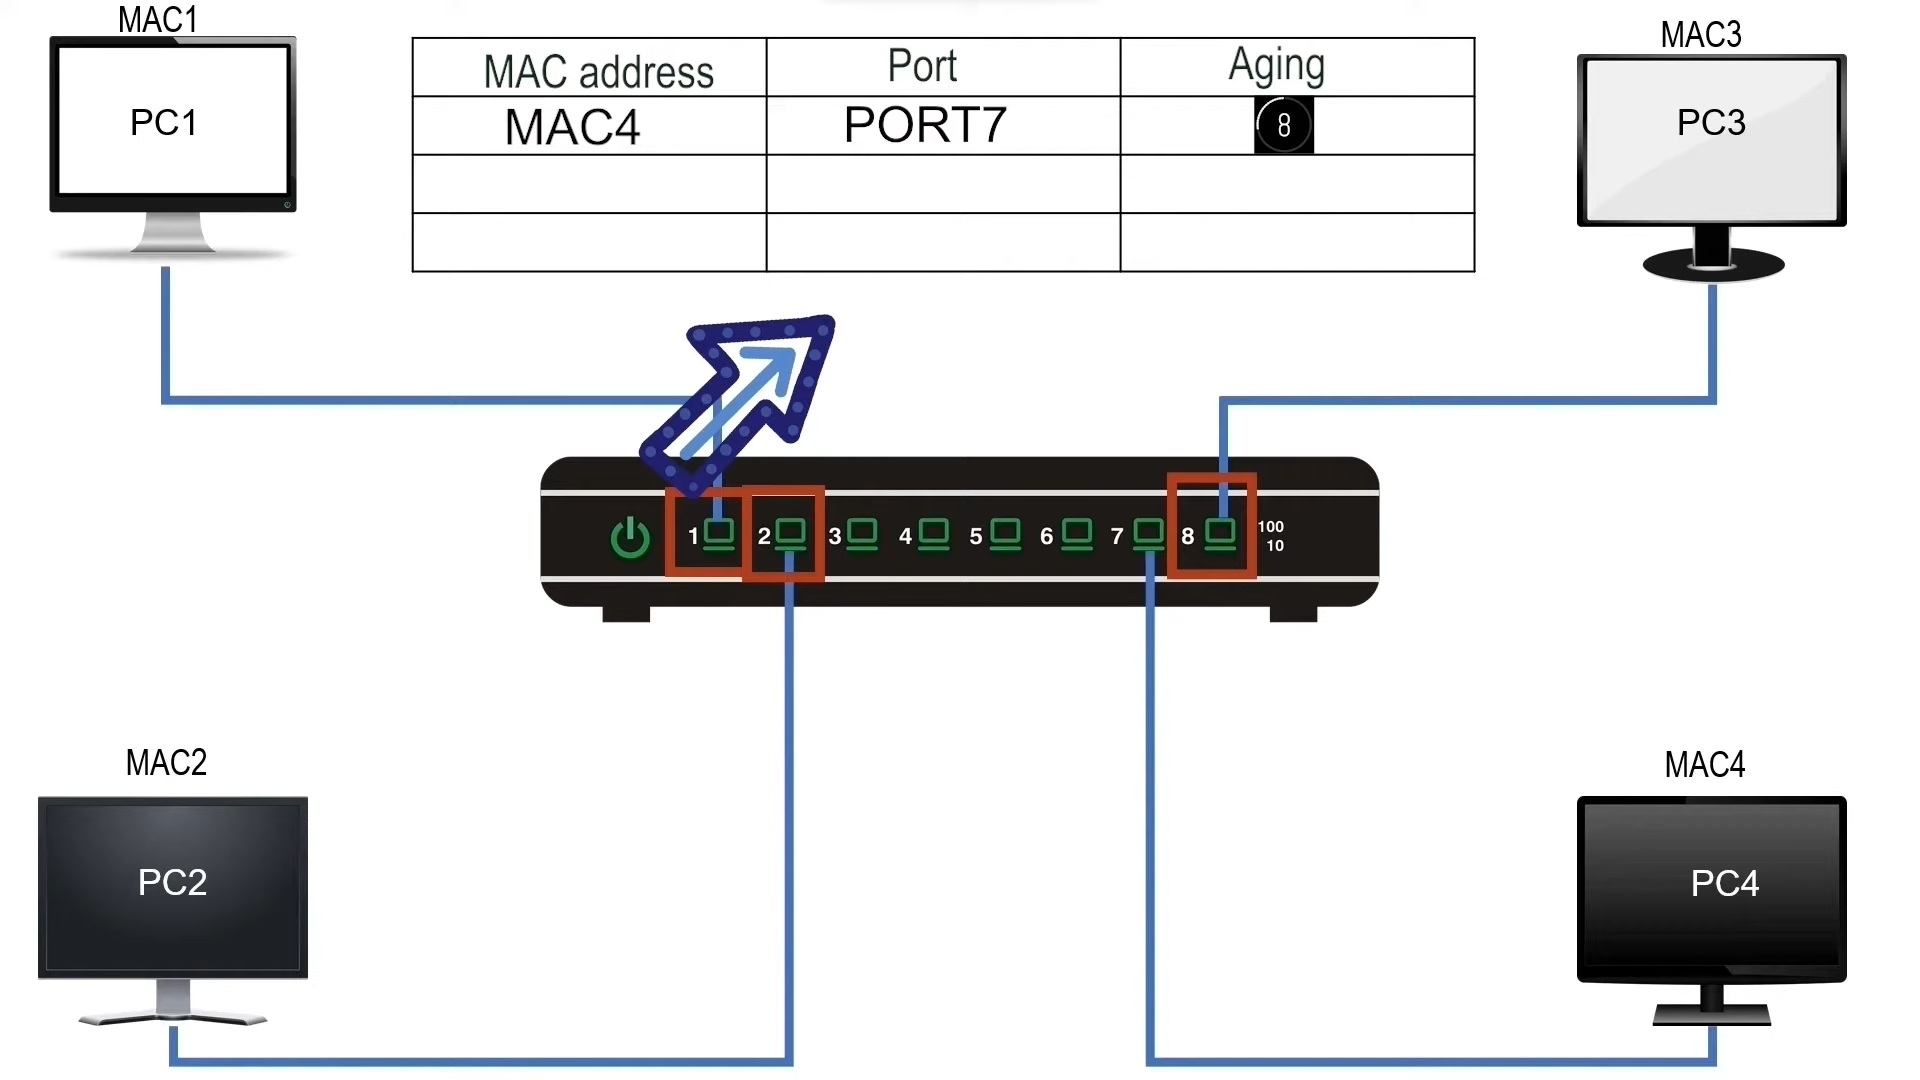 MAC1
PC1
MAC address Port Aging
MAC4 PORT7 8
MAC3
PC3
1 2 3 4 5 6 7 8 100
10
MAC2
PC2
MAC4
PC4